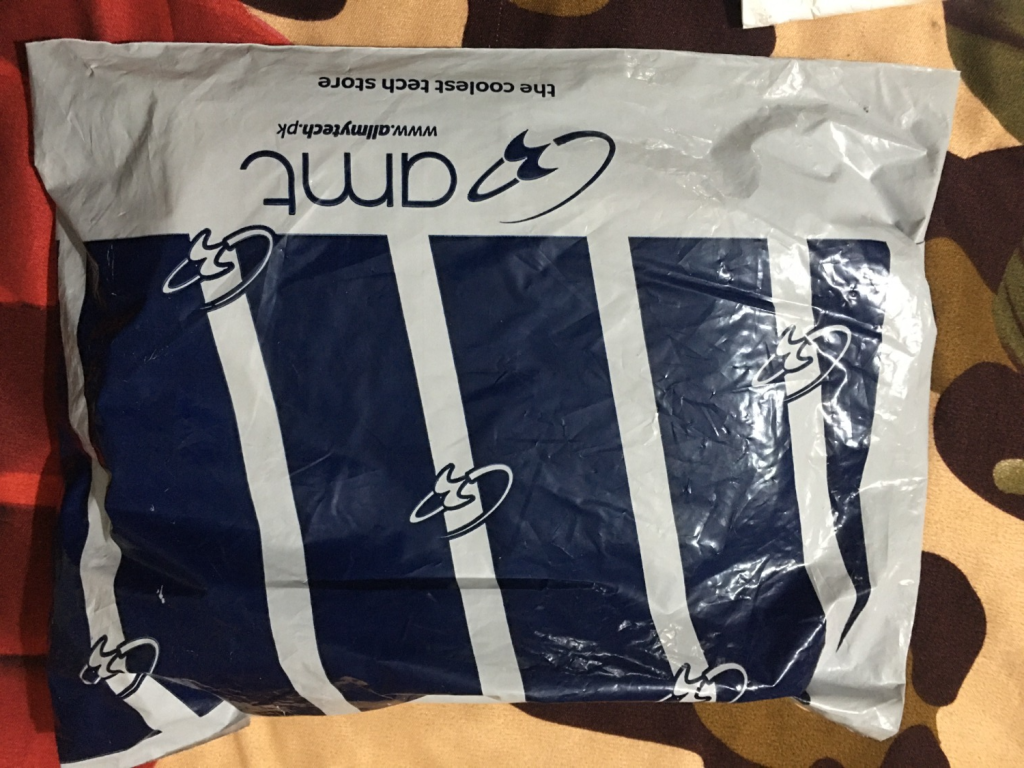 amt
www.allmytech.pk
the coolest tech store